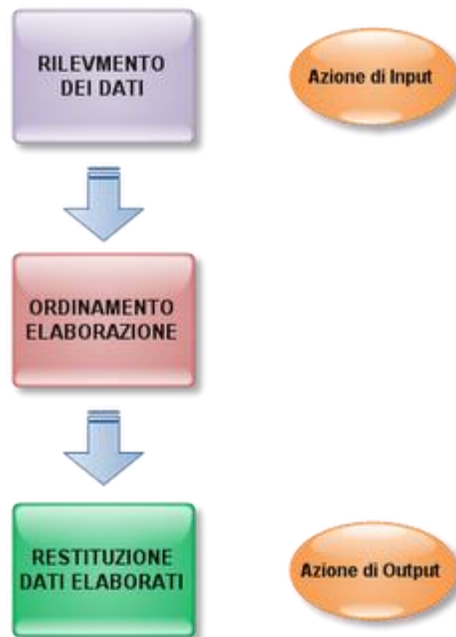 RILEVMENTO
DEI DATI
Azione di Input
ORDINAMENTO
ELABORAZIONE
RESTITUZIONE
DATI ELABORATI
Azione di Output